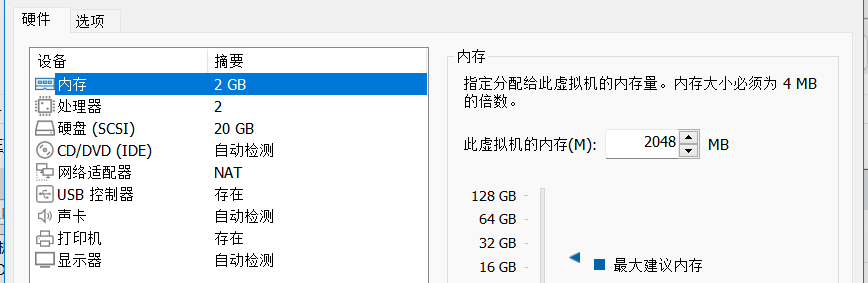 硬件 选项
设备 摘要
内存 2 GB
处理器 2
硬盘 (SCSI) 20 GB
CD/DVD (IDE) 自动检测
网络适配器 NAT
USB 控制器 存在
声卡 自动检测
打印机 存在
显示器 自动检测
内存
指定分配给此虚拟机的内存量。内存大小必须为 4 MB
的倍数。
此虚拟机的内存(M): 2048 MB
128 GB
64 GB
32 GB
16 GB
最大建议内存